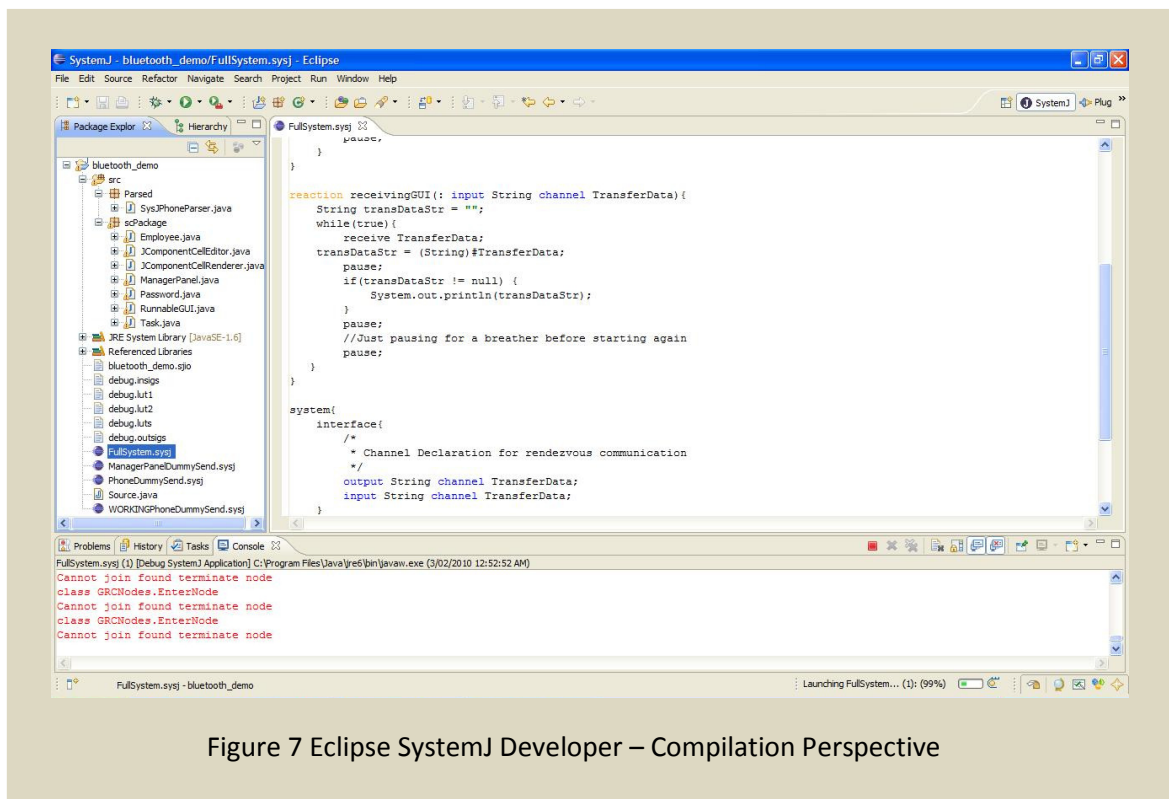 SystemJ - bluetooth_demo/FullSystem.sysj - Eclipse
File Edit Source Refactor Navigate Search Project Run Window Help
SystemJ Plug »
Package Explor Hierarchy
bluetooth_demo
src
Parsed
SysJPhoneParser.java
scPackage
Employee.java
JComponentCellEditor.java
JComponentCellRenderer.java
ManagerPanel.java
Password.java
RunnableGUI.java
Task.java
JRE System Library [JavaSE-1.6]
Referenced Libraries
bluetooth_demo.sjio
debug.insigs
debug.lut1
debug.lut2
debug.luts
debug.outsigs
FullSystem.sysj
ManagerPanelDummySend.sysj
PhoneDummySend.sysj
Source.java
WORKINGPhoneDummySend.sysj
FullSystem.sysj
pause;
}
}
reaction receivingGUI(: input String channel TransferData){
String transDataStr = "";
while(true){
receive TransferData;
transDataStr = (String)#TransferData;
pause;
if(transDataStr != null) {
System.out.println(transDataStr);
}
pause;
//Just pausing for a breather before starting again
pause;
}
}
system{
interface{
/*
* Channel Declaration for rendezvous communication
*/
output String channel TransferData;
input String channel TransferData;
}
Problems History Tasks Console
FullSystem.sysj (1) [Debug SystemJ Application] C:\Program Files\Java\jre6\bin\javaw.exe (3/02/2010 12:52:52 AM)
Cannot join found terminate node
class GRCNodes.EnterNode
Cannot join found terminate node
class GRCNodes.EnterNode
Cannot join found terminate node
FullSystem.sysj - bluetooth_demo
Launching FullSystem... (1): (99%)
Figure 7 Eclipse SystemJ Developer – Compilation Perspective